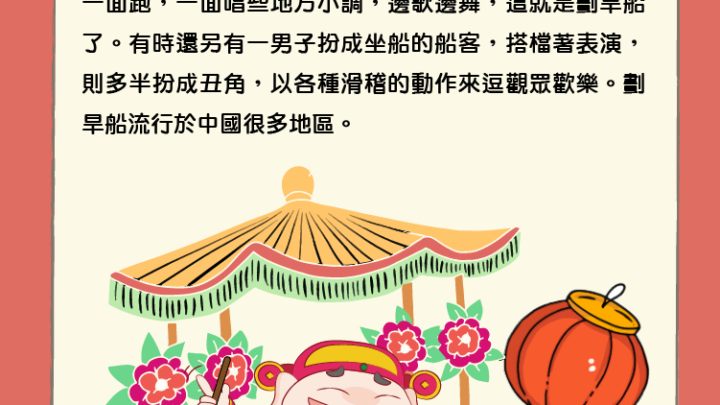 一面跑，一面唱些地方小調，邊歌邊舞，這就是劃旱船
了。有時還另有一男子扮成坐船的船客，搭檔著表演，
則多半扮成丑角，以各種滑稽的動作來逗觀眾歡樂。劃
旱船流行於中國很多地區。